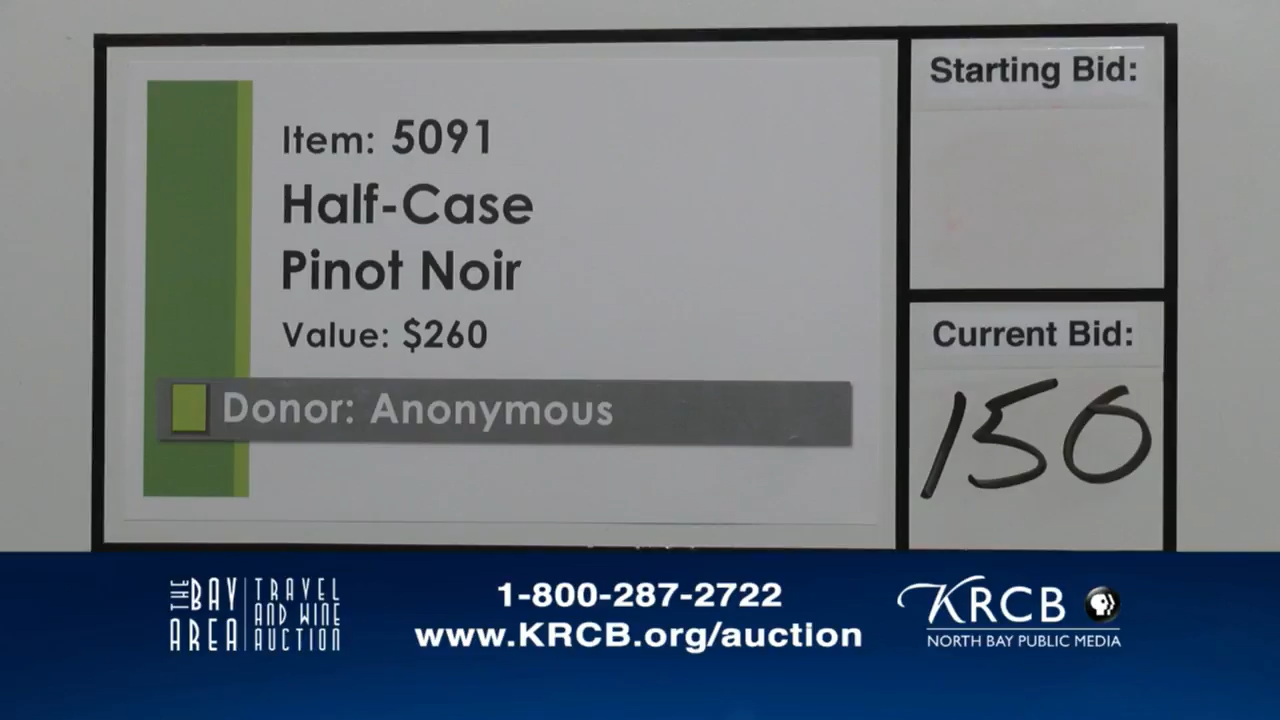 Item: 5091
Half-Case
Pinot Noir
Value: $260
Donor: Anonymous
Starting Bid:
Current Bid:
150
THE BAY AREA
TRAVEL
AND WINE
AUCTION
1-800-287-2722
www.KRCB.org/auction
KRCB
NORTH BAY PUBLIC MEDIA